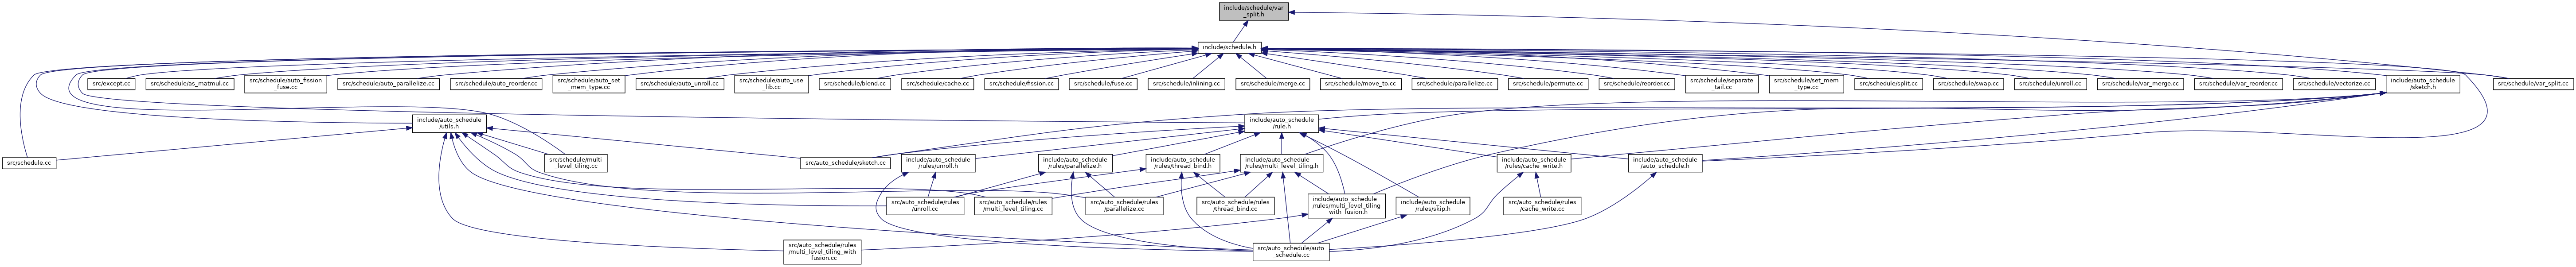 include/schedule/var
_split.h
include/schedule.h
src/except.cc
src/schedule/as_matmul.cc
src/schedule/auto_fission
_fuse.cc
src/schedule/auto_parallelize.cc
src/schedule/auto_reorder.cc
src/schedule/auto_set
_mem_type.cc
src/schedule/auto_unroll.cc
src/schedule/auto_use
_lib.cc
src/schedule/blend.cc
src/schedule/cache.cc
src/schedule/fission.cc
src/schedule/fuse.cc
src/schedule/inlining.cc
src/schedule/merge.cc
src/schedule/move_to.cc
src/schedule/parallelize.cc
src/schedule/permute.cc
src/schedule/reorder.cc
src/schedule/separate
_tail.cc
src/schedule/set_mem
_type.cc
src/schedule/split.cc
src/schedule/swap.cc
src/schedule/unroll.cc
src/schedule/var_merge.cc
src/schedule/var_reorder.cc
src/schedule/vectorize.cc
include/auto_schedule
/sketch.h
src/schedule/var_split.cc
include/auto_schedule
/utils.h
include/auto_schedule
/rule.h
src/schedule.cc
src/schedule/multi
_level_tiling.cc
src/auto_schedule/sketch.cc
include/auto_schedule
/rules/unroll.h
include/auto_schedule
/rules/parallelize.h
include/auto_schedule
/rules/thread_bind.h
include/auto_schedule
/rules/multi_level_tiling.h
include/auto_schedule
/rules/cache_write.h
include/auto_schedule
/auto_schedule.h
src/auto_schedule/rules
/unroll.cc
src/auto_schedule/rules
/multi_level_tiling.cc
src/auto_schedule/rules
/parallelize.cc
src/auto_schedule/rules
/thread_bind.cc
include/auto_schedule
/rules/multi_level_tiling
_with_fusion.h
include/auto_schedule
/rules/skip.h
src/auto_schedule/rules
/cache_write.cc
src/auto_schedule/rules
/multi_level_tiling_with
_fusion.cc
src/auto_schedule/auto
_schedule.cc